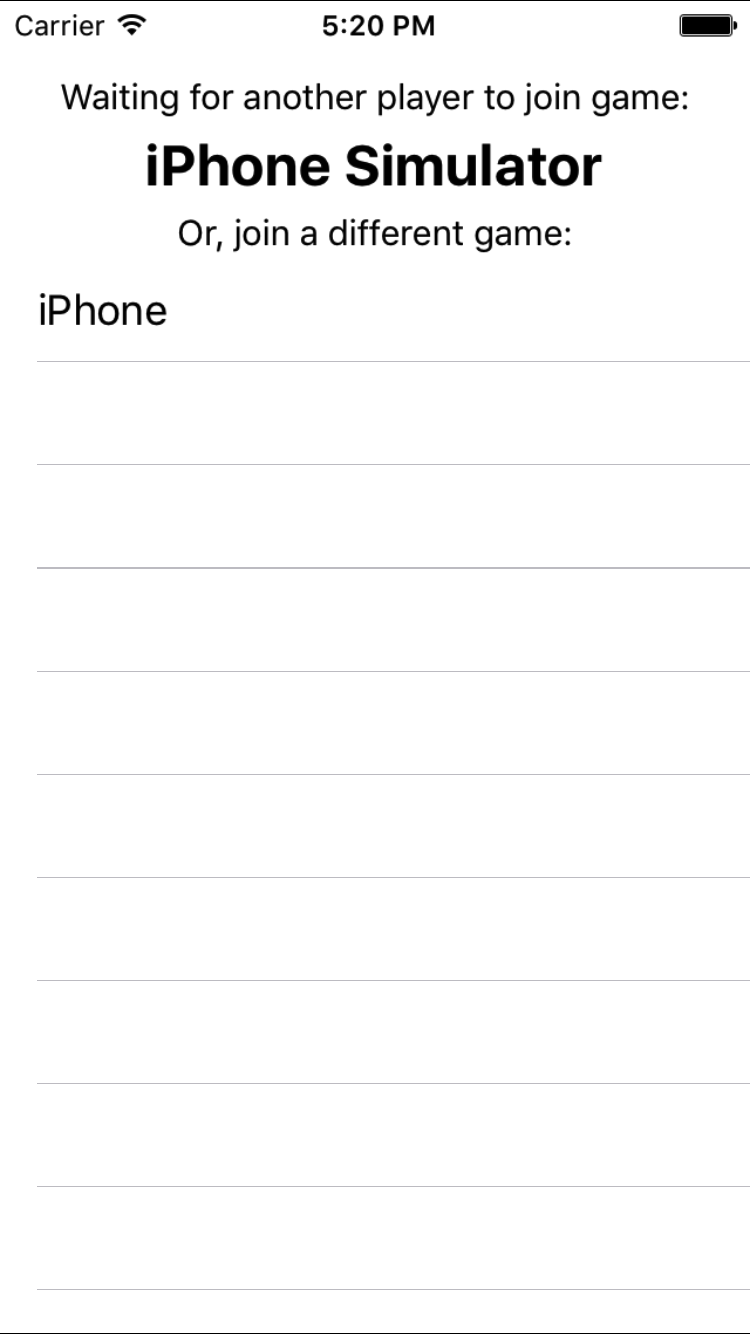 Carrier 5:20 PM
Waiting for another player to join game:
iPhone Simulator
Or, join a different game:
iPhone